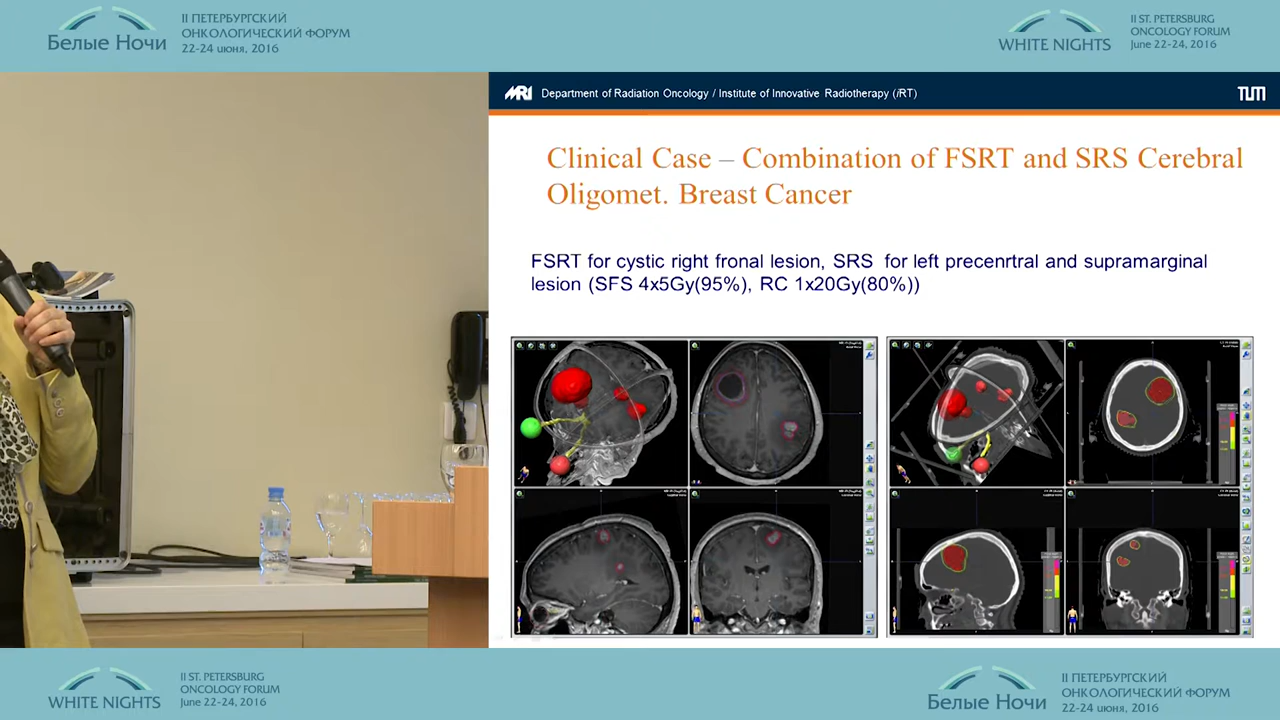 II ПЕТЕРБУРГСКИЙ
ОНКОЛОГИЧЕСКИЙ ФОРУМ
Белые Ночи
22-24 июня, 2016
II ST. PETERSBURG
ONCOLOGY FORUM
WHITE NIGHTS
June 22-24, 2016
MRI Department of Radiation Oncology / Institute of Innovative Radiotherapy (iRT) TUM
Clinical Case – Combination of FSRT and SRS Cerebral
Oligomet. Breast Cancer
FSRT for cystic right fronal lesion, SRS for left precenrtral and supramarginal
lesion (SFS 4x5Gy(95%), RC 1x20Gy(80%))
II ST. PETERSBURG
ONCOLOGY FORUM
WHITE NIGHTS
June 22-24, 2016
II ПЕТЕРБУРГСКИЙ
ОНКОЛОГИЧЕСКИЙ ФОРУМ
Белые Ночи
22-24 июня, 2016